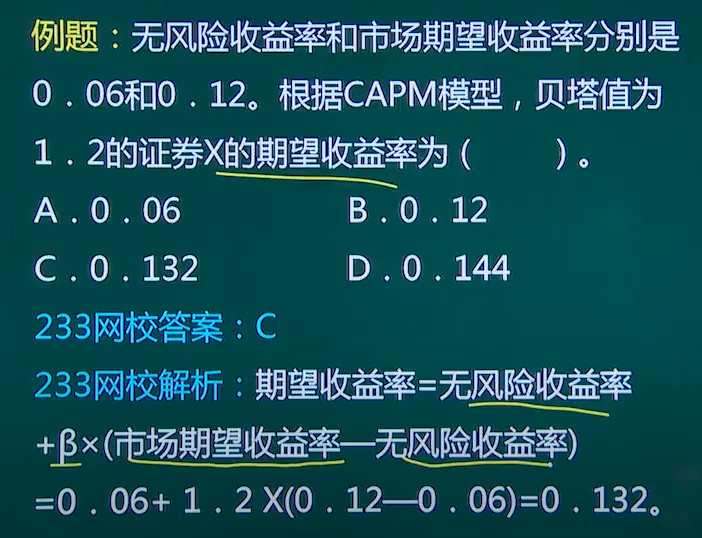 例题：无风险收益率和市场期望收益率分别是
0．06和0．12。根据CAPM模型，贝塔值为
1．2的证券X的期望收益率为（　　）。
A．0．06　　B．0．12
C．0．132　　D．0．144
233网校答案：C
233网校解析：期望收益率=无风险收益率
+β×(市场期望收益率—无风险收益率)
=0．06+ 1．2 X(0．12—0．06)=0．132。